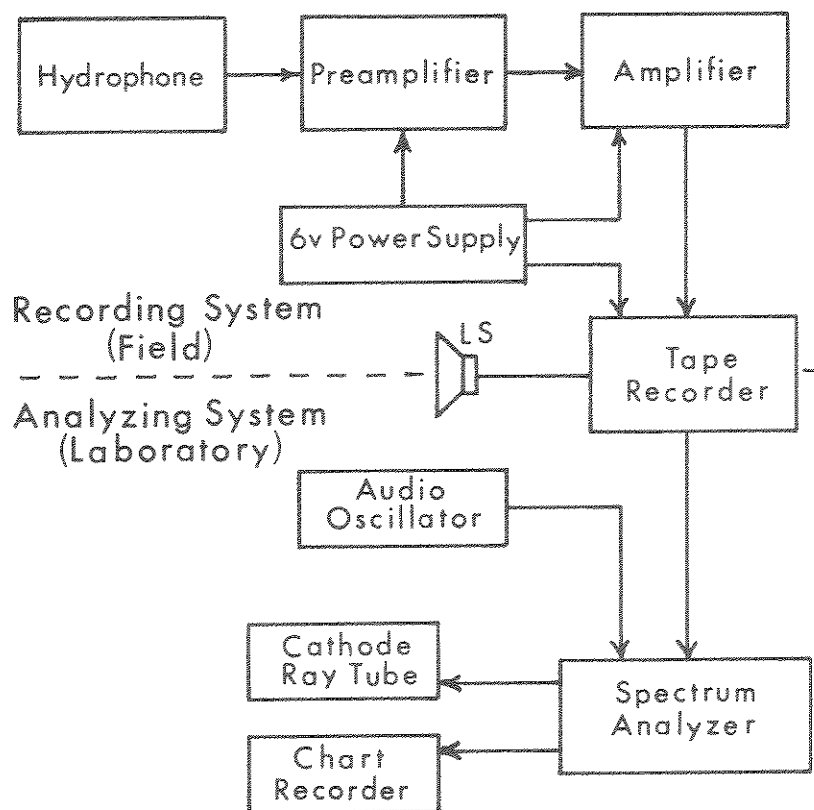 Hydrophone
Preamplifier
Amplifier
6v Power Supply
Recording System
(Field)
LS
Tape
Recorder
Analyzing System
(Laboratory)
Audio
Oscillator
Cathode
Ray Tube
Spectrum
Analyzer
Chart
Recorder